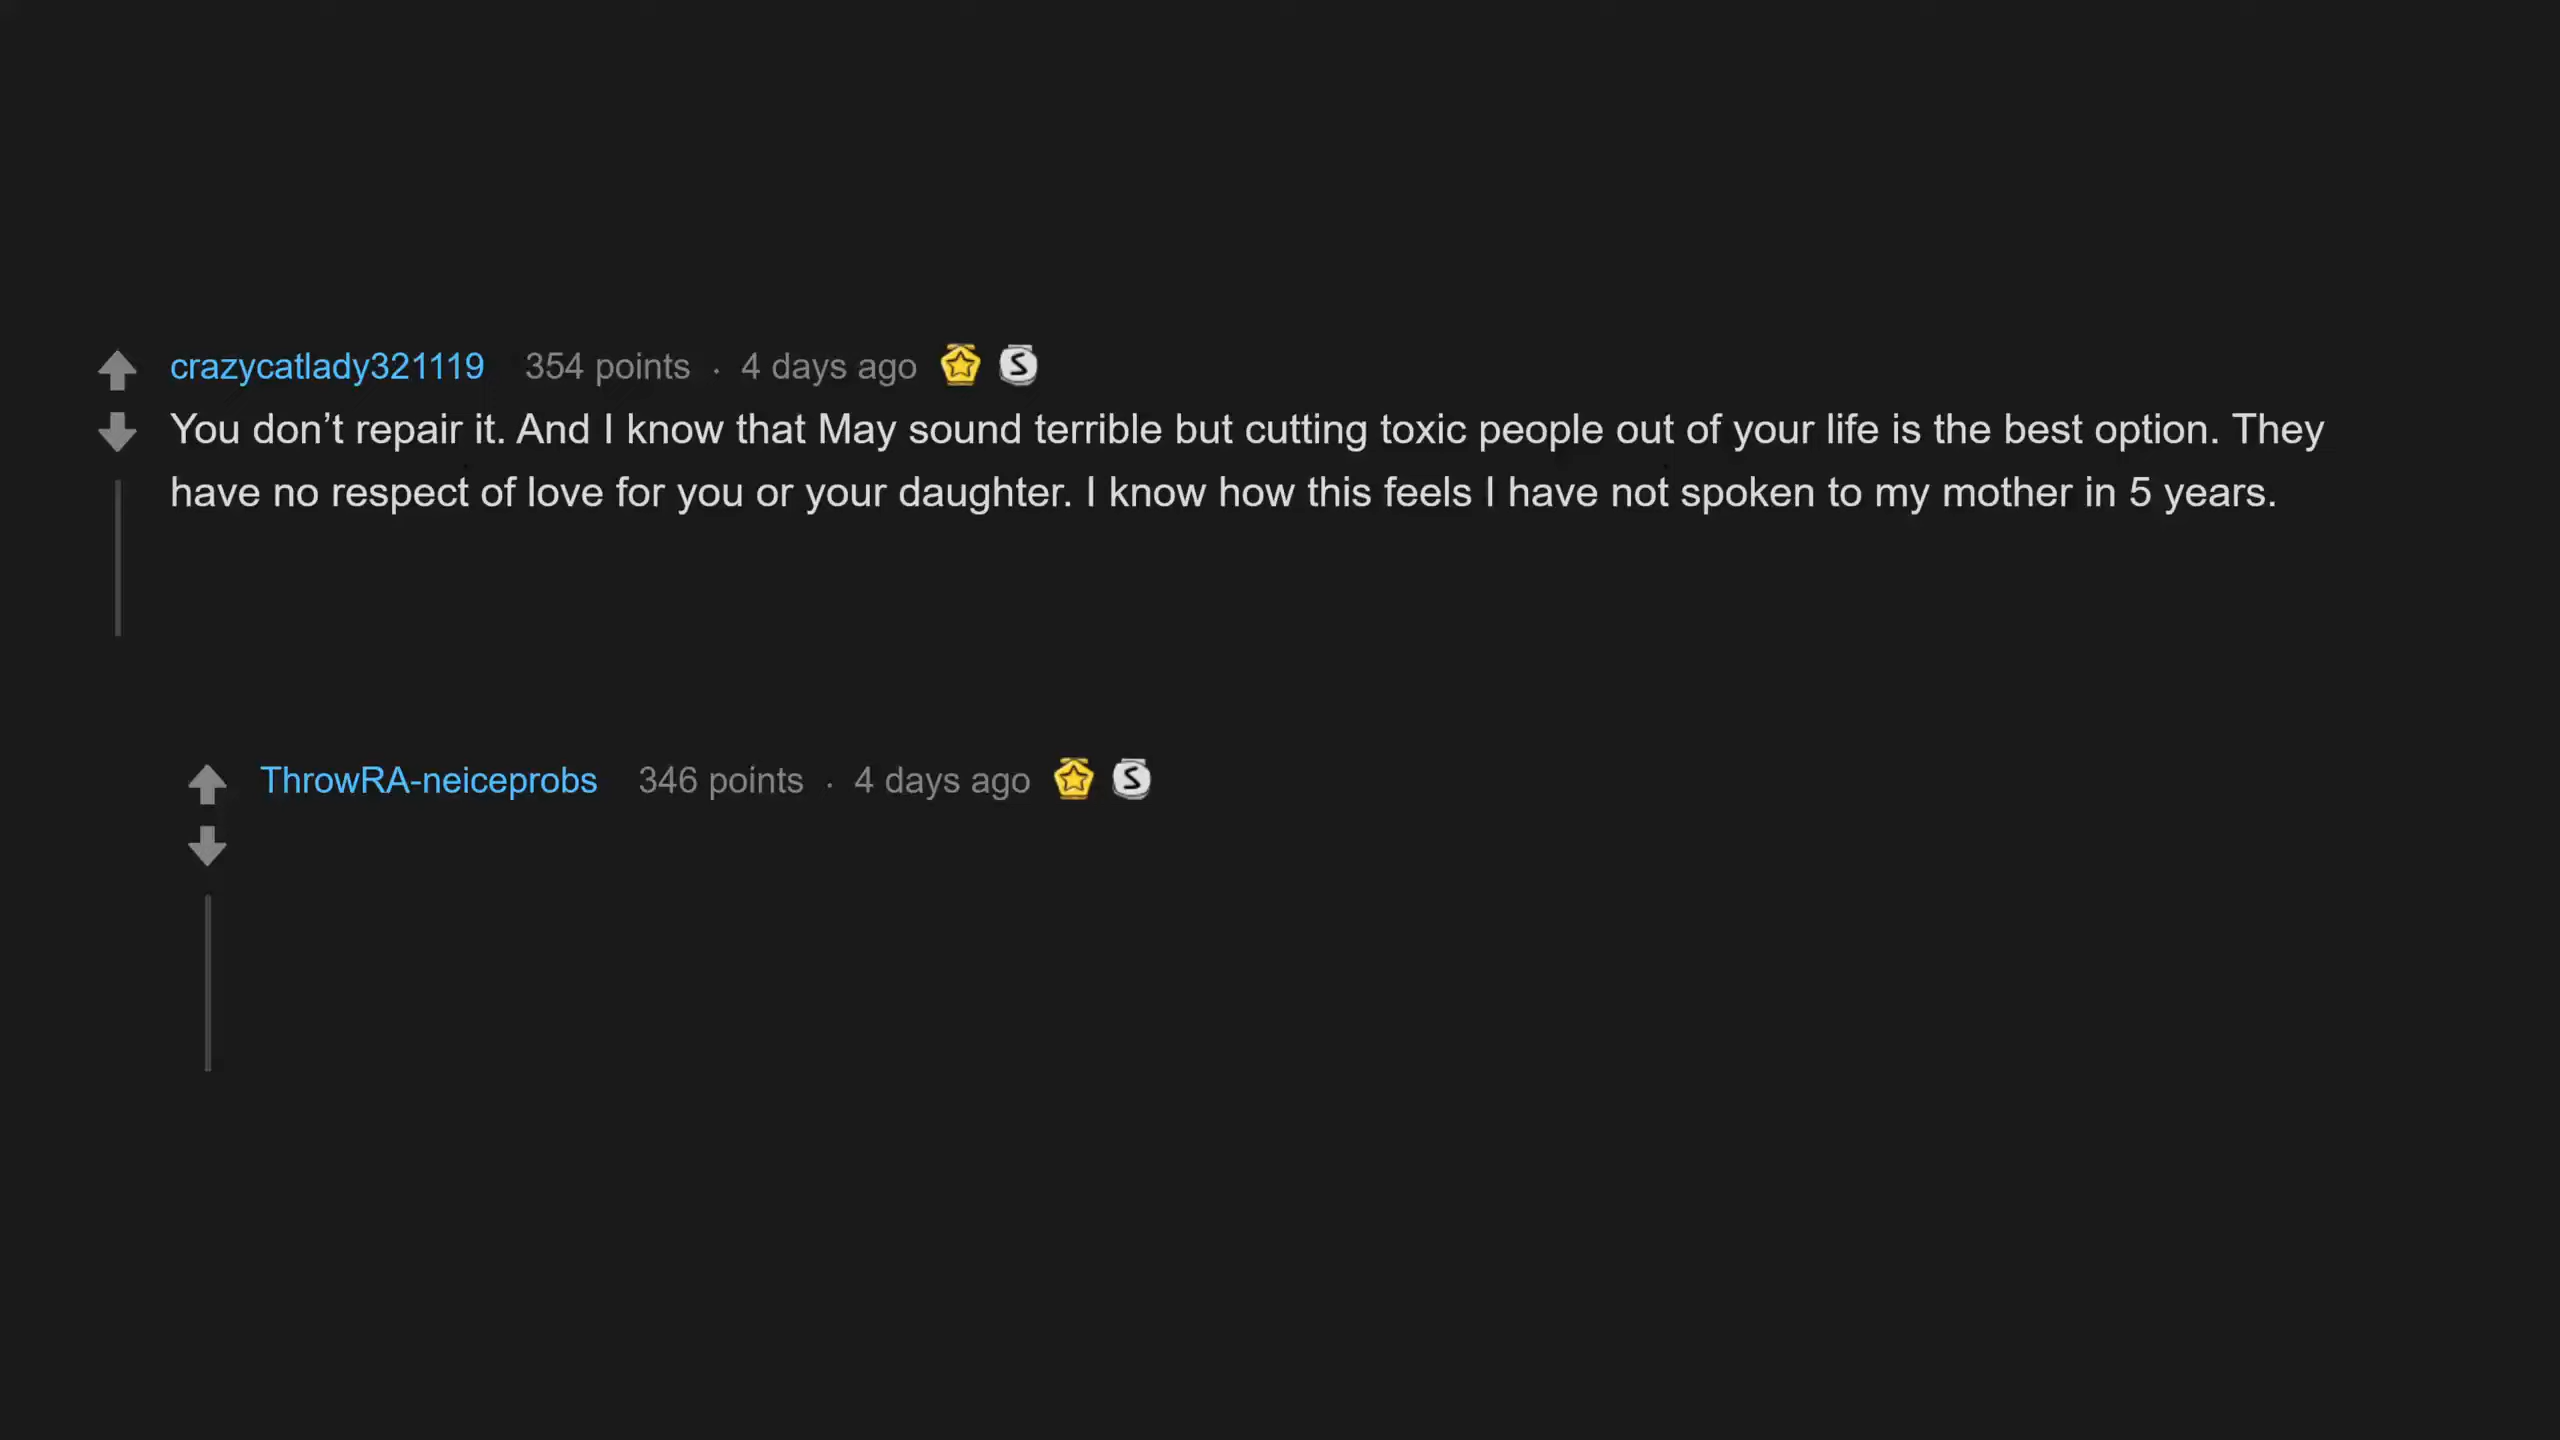 crazycatlady321119 354 points · 4 days ago S
You don’t repair it. And I know that May sound terrible but cutting toxic people out of your life is the best option. They
have no respect of love for you or your daughter. I know how this feels I have not spoken to my mother in 5 years.
ThrowRA-neiceprobs 346 points · 4 days ago S